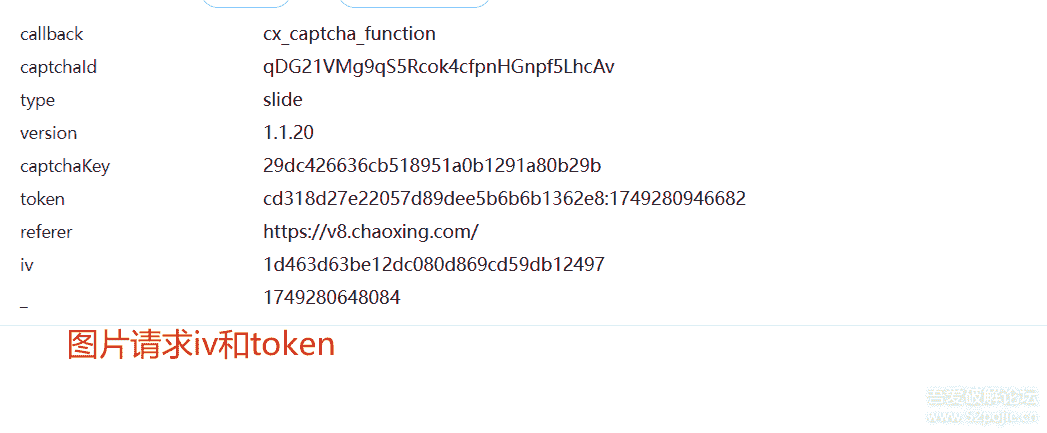 callback cx_captcha_function
captchaId qDG21VMg9qS5Rcok4cfpnHGnpf5LhcAv
type slide
version 1.1.20
captchaKey 29dc426636cb518951a0b1291a80b29b
token cd318d27e22057d89dee5b6b6b1362e8:1749280946682
referer https://v8.chaoxing.com/
iv 1d463d63be12dc080d869cd59db12497
_ 1749280648084
图片请求iv和token
吾爱破解论坛
www.52pojie.cn